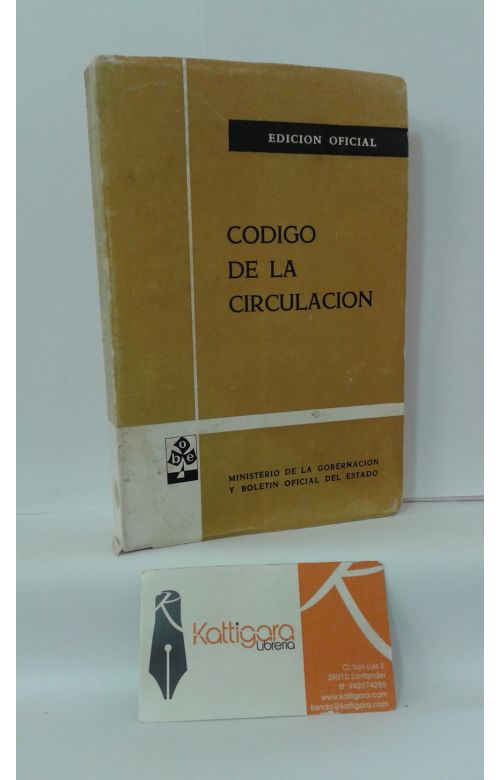 EDICION OFICIAL
CODIGO
DE LA
CIRCULACION
b o e
MINISTERIO DE LA GOBERNACION
Y BOLETIN OFICIAL DEL ESTADO
Kattigara
Librería
C/ San Luis 5
39010 Santander
tlf: 942074286
www.kattigara.com
tienda@kattigara.com